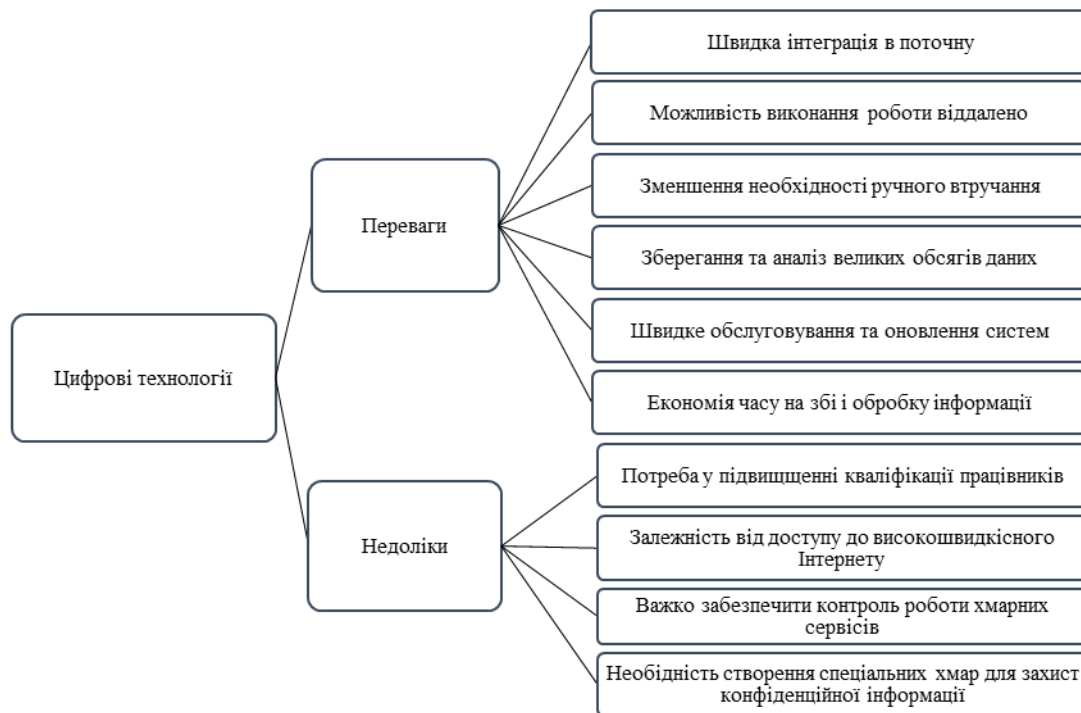 Цифрові технології
Переваги
Швидка інтеграція в поточну
Можливість виконання роботи віддалено
Зменшення необхідності ручного втручання
Зберегання та аналіз великих обсягів даних
Швидке обслуговування та оновлення систем
Економія часу на збі і обробку інформації
Недоліки
Потреба у підвищщенні кваліфікації працівників
Залежність від доступу до високошвидкісного
Інтернету
Важко забезпечити контроль роботи хмарних
сервісів
Необідність створення спеціальних хмар для захист
конфіденційної інформації